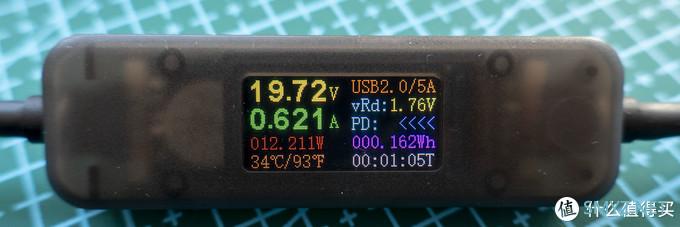 19.72V
USB2.0/5A
0.621A
vRd:1.76V
PD: <<<<
012.211W
000.162Wh
34℃/93℉
00:01:05T
值 什么值得买